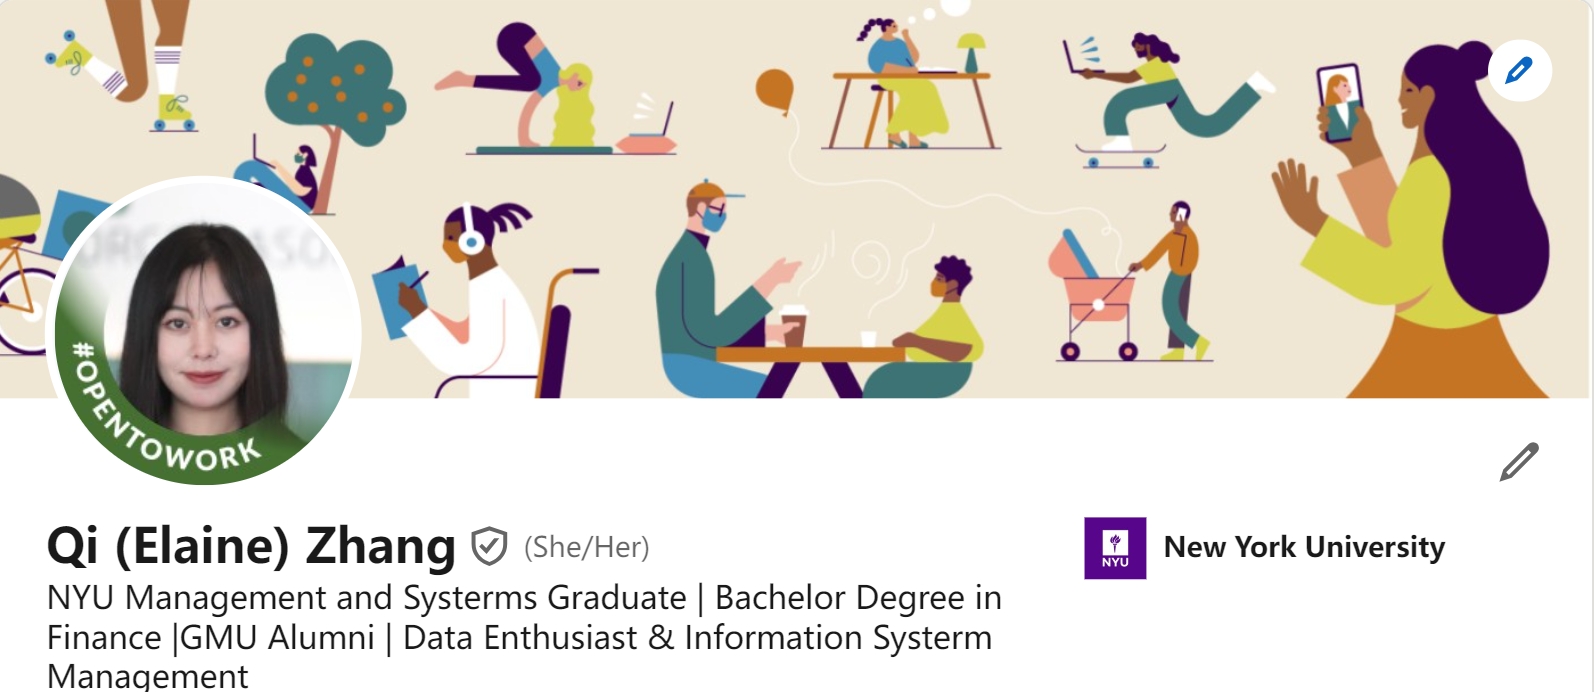 #OPENTOWORK
Qi (Elaine) Zhang (She/Her)
NYU Management and Systerms Graduate | Bachelor Degree in
Finance |GMU Alumni | Data Enthusiast & Information Systerm
Management
NYU
New York University